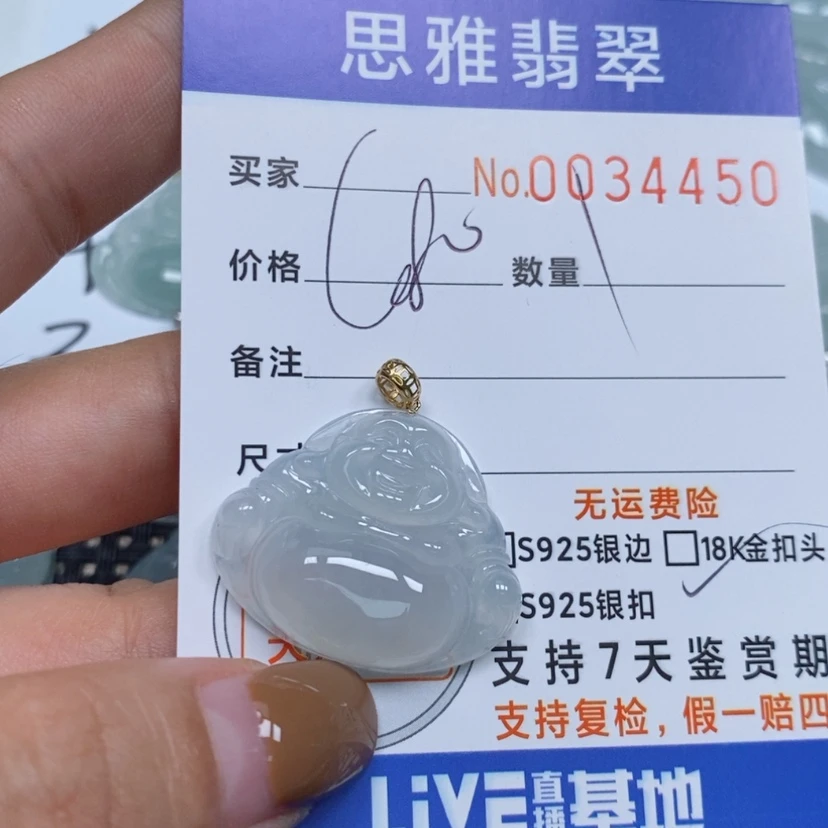 思雅翡翠
买家 No.0034450
价格 数量 1
备注
尺寸
无运费险
S925银边 18K金扣头
S925银扣
支持7天鉴赏期
支持复检，假一赔四
LiVE直播基地